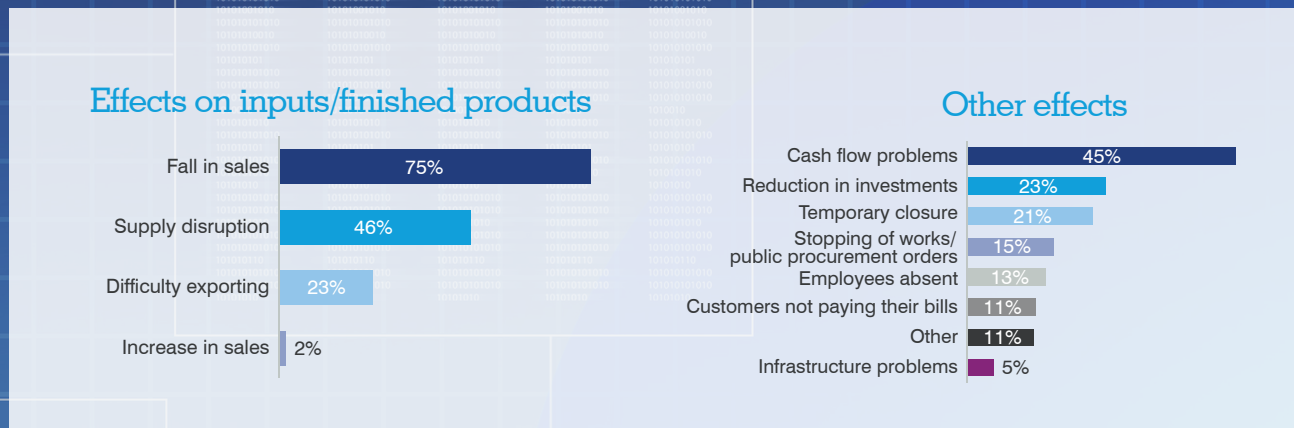 Effects on inputs/finished products
Fall in sales 75%
Supply disruption 46%
Difficulty exporting 23%
Increase in sales 2%
Other effects
Cash flow problems 45%
Reduction in investments 23%
Temporary closure 21%
Stopping of works/
public procurement orders 15%
Employees absent 13%
Customers not paying their bills 11%
Other 11%
Infrastructure problems 5%